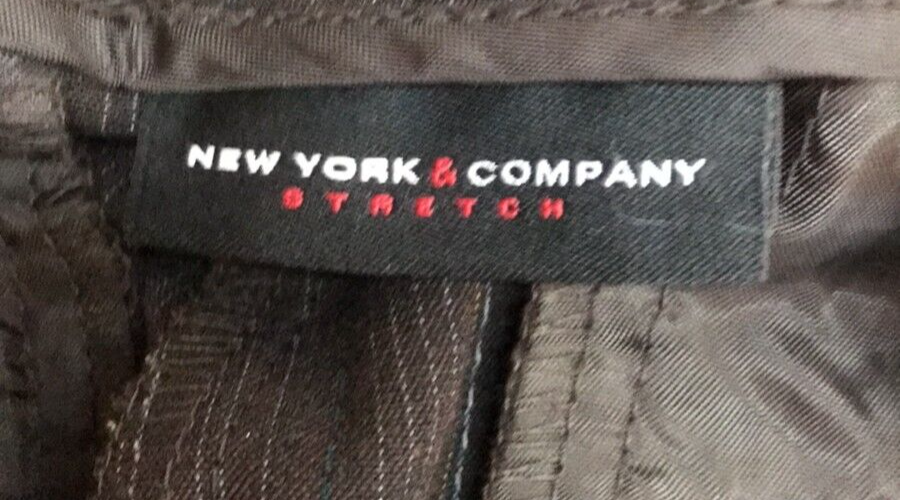 NEW YORK & COMPANY
STRETCH